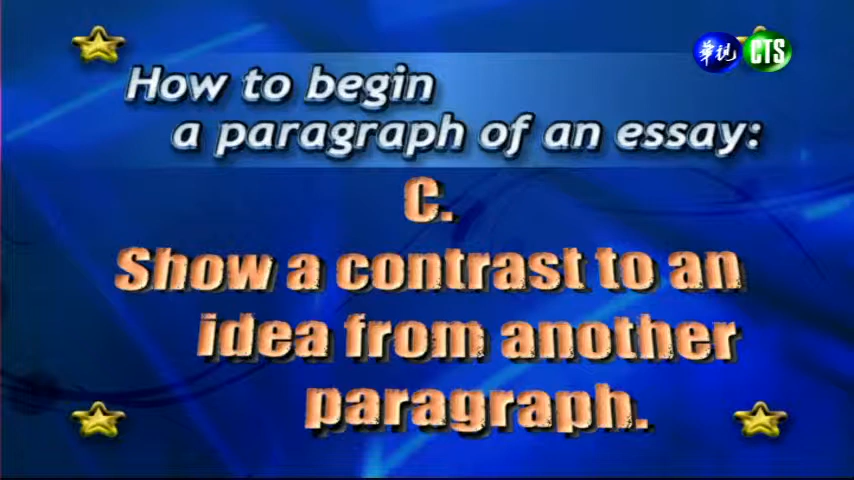 華視 CTS
How to begin
a paragraph of an essay:
C.
Show a contrast to an
idea from another
paragraph.